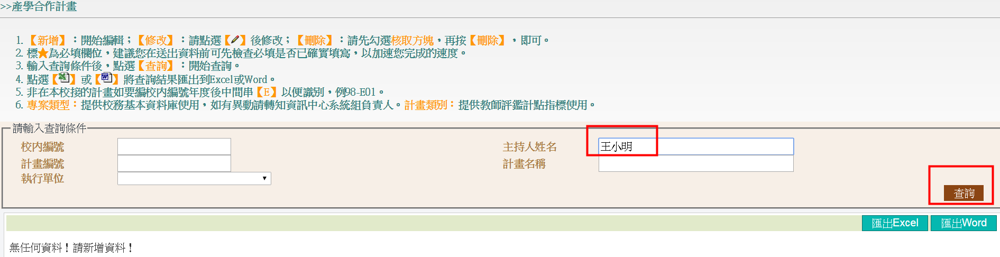 >>產學合作計畫
1. 【新增】：開始編輯；【修改】：請點選【】後修改；【刪除】：請先勾選核取方塊，再按【刪除】，即可。
2. 標★為必填欄位，建議您在送出資料前可先檢查必填是否已確實填寫，以加速您完成的速度。
3. 輸入查詢條件後，點選【查詢】：開始查詢。
4. 點選【】或【】將查詢結果匯出到Excel或Word。
5. 非在本校接的計畫如要編校內編號年度後中間串【E】以便識別，例98-E01。
6. 專案類型：提供校務基本資料庫使用，如有異動請轉知資訊中心系統組負責人。計畫類別：提供教師評鑑計點指標使用。
請輸入查詢條件
校內編號 主持人姓名 王小明
計畫編號 計畫名稱
執行單位
查詢
匯出Excel 匯出Word
無任何資料！請新增資料！